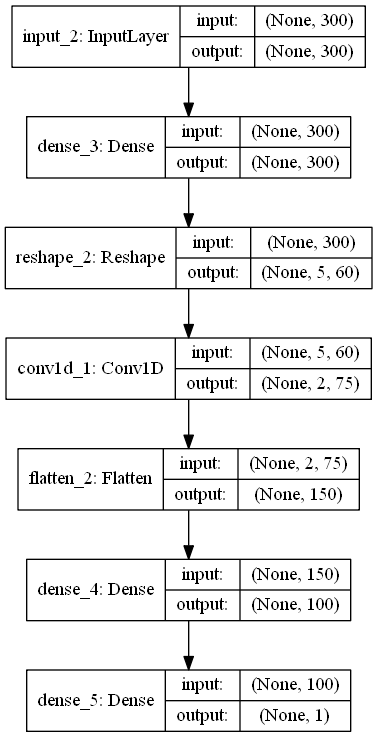 input_2: InputLayer
input: (None, 300)
output: (None, 300)
dense_3: Dense
input: (None, 300)
output: (None, 300)
reshape_2: Reshape
input: (None, 300)
output: (None, 5, 60)
conv1d_1: Conv1D
input: (None, 5, 60)
output: (None, 2, 75)
flatten_2: Flatten
input: (None, 2, 75)
output: (None, 150)
dense_4: Dense
input: (None, 150)
output: (None, 100)
dense_5: Dense
input: (None, 100)
output: (None, 1)